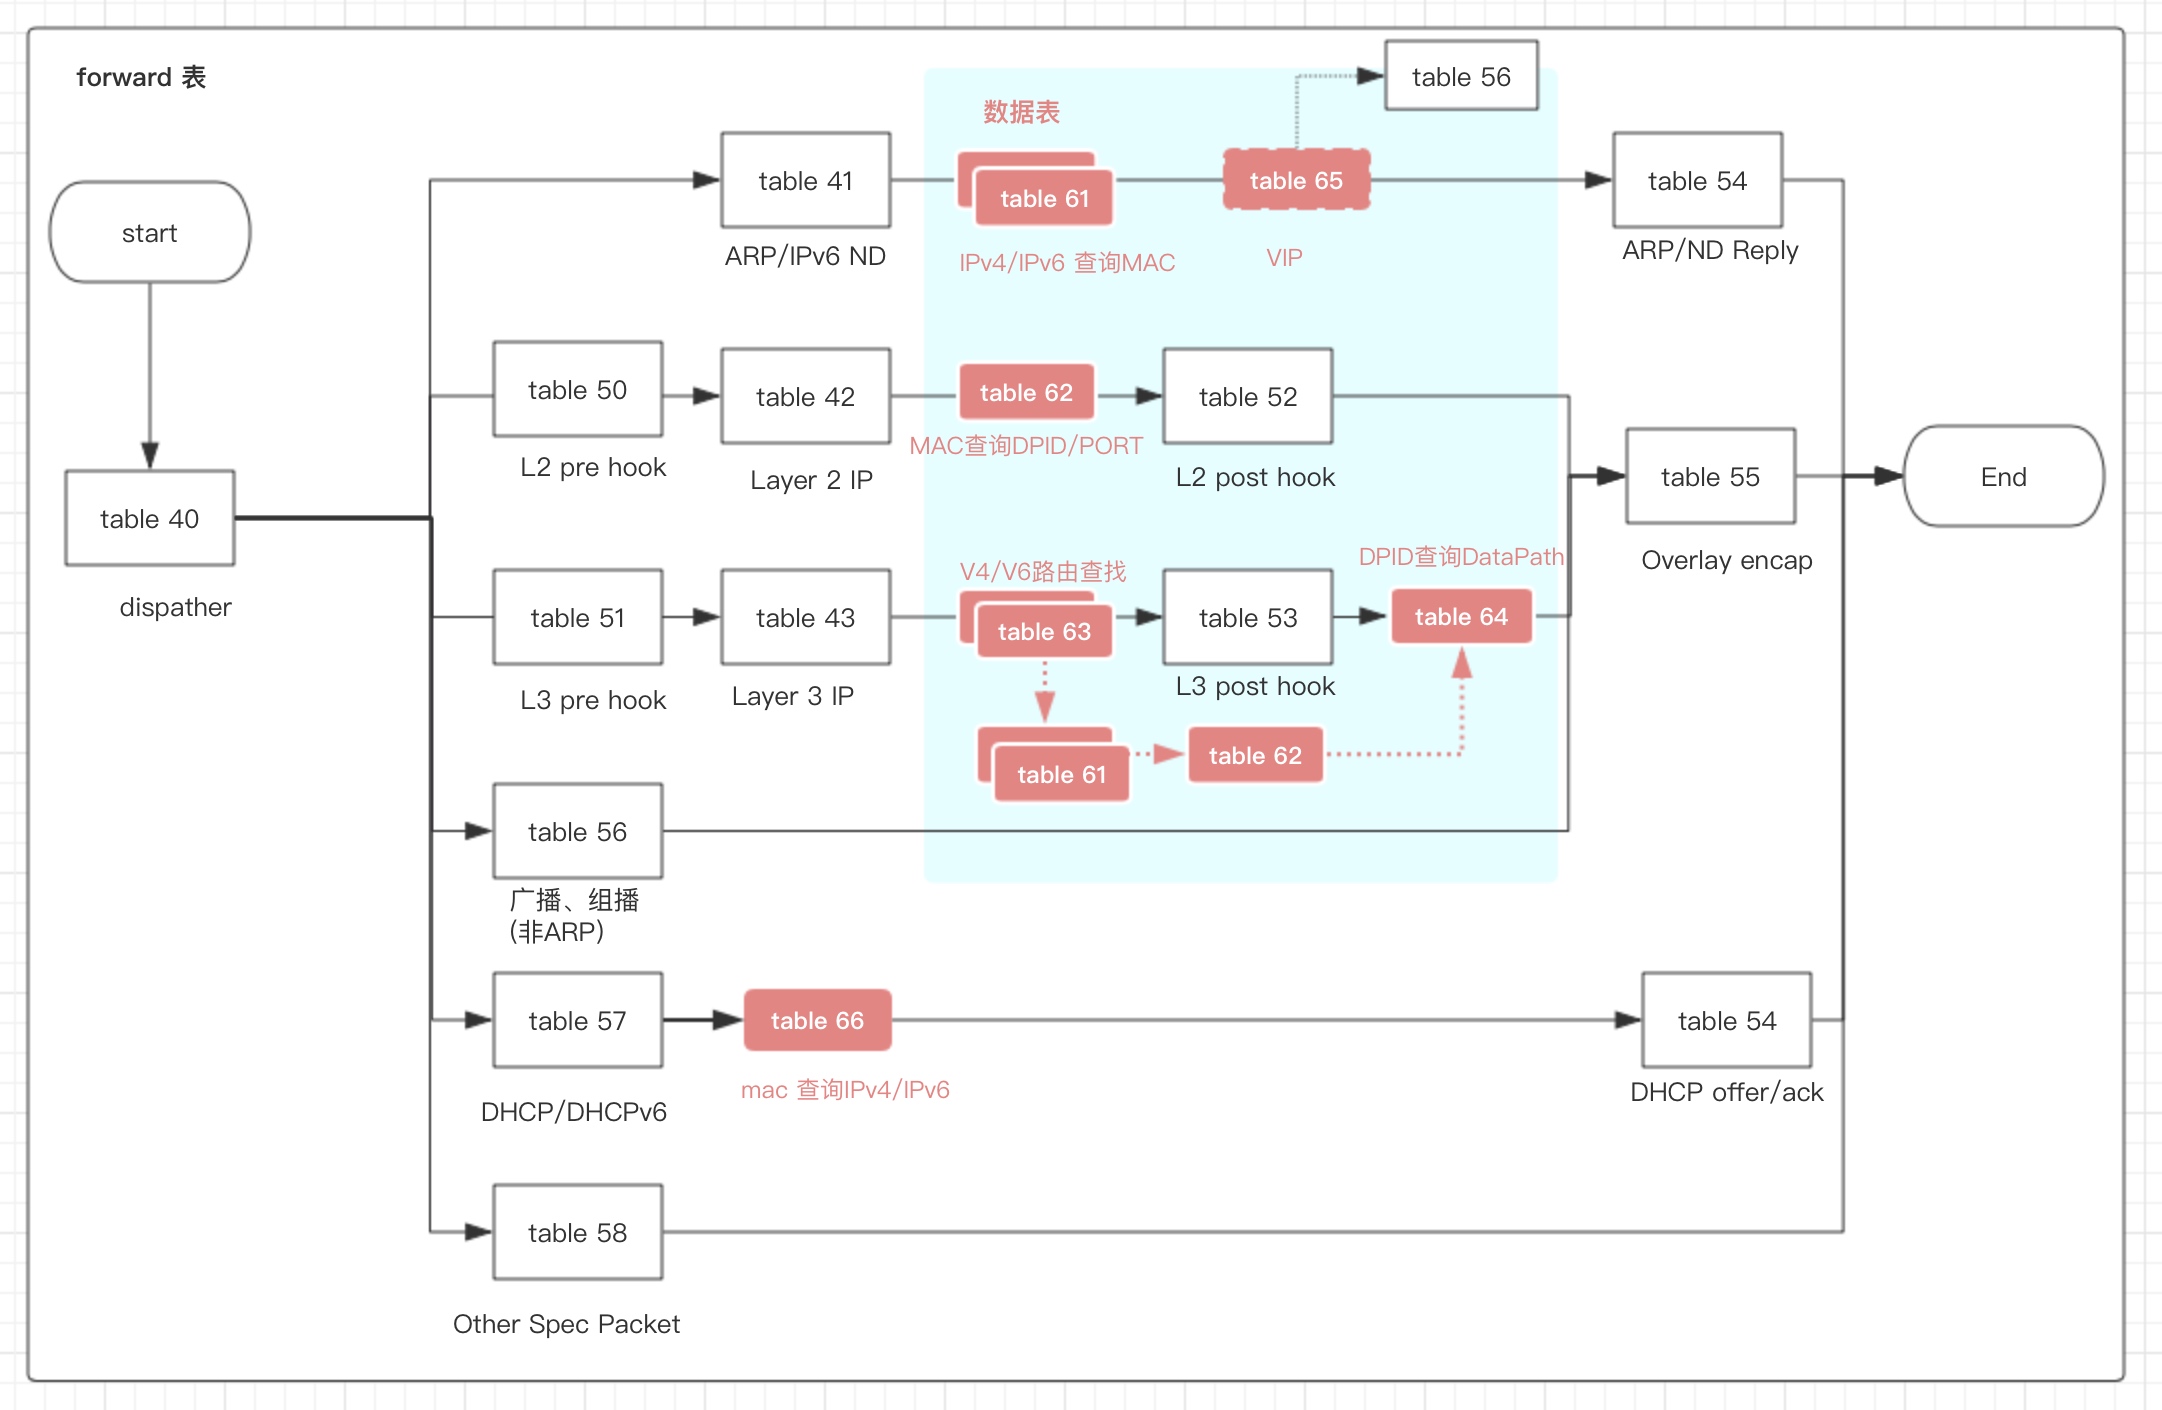 forward 表
start
table 40
dispather
table 41
ARP/IPv6 ND
数据表
table 61
IPv4/IPv6 查询MAC
table 65
VIP
table 56
table 54
ARP/ND Reply
table 50
L2 pre hook
table 42
Layer 2 IP
table 62
MAC查询DPID/PORT
table 52
L2 post hook
table 55
Overlay encap
End
table 51
L3 pre hook
table 43
Layer 3 IP
V4/V6路由查找
table 63
table 53
L3 post hook
DPID查询DataPath
table 64
table 61
table 62
table 56
广播、组播
(非ARP)
table 57
DHCP/DHCPv6
table 66
mac 查询IPv4/IPv6
table 54
DHCP offer/ack
table 58
Other Spec Packet